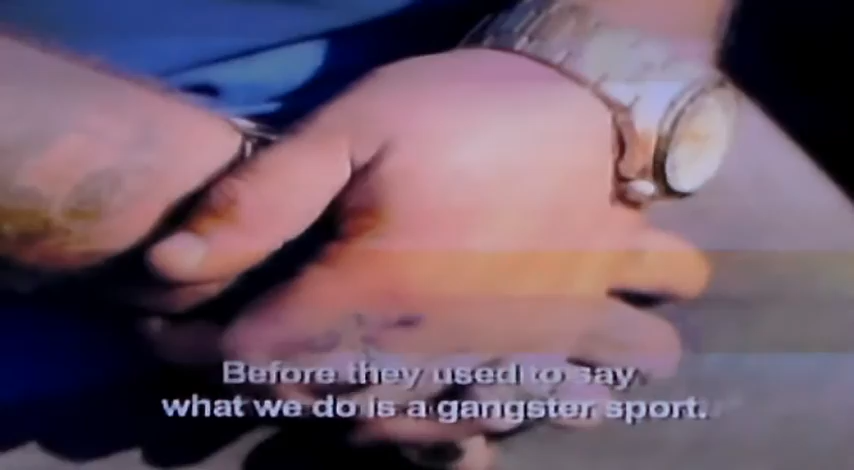 Before they used to say
what we do is a gangster sport.